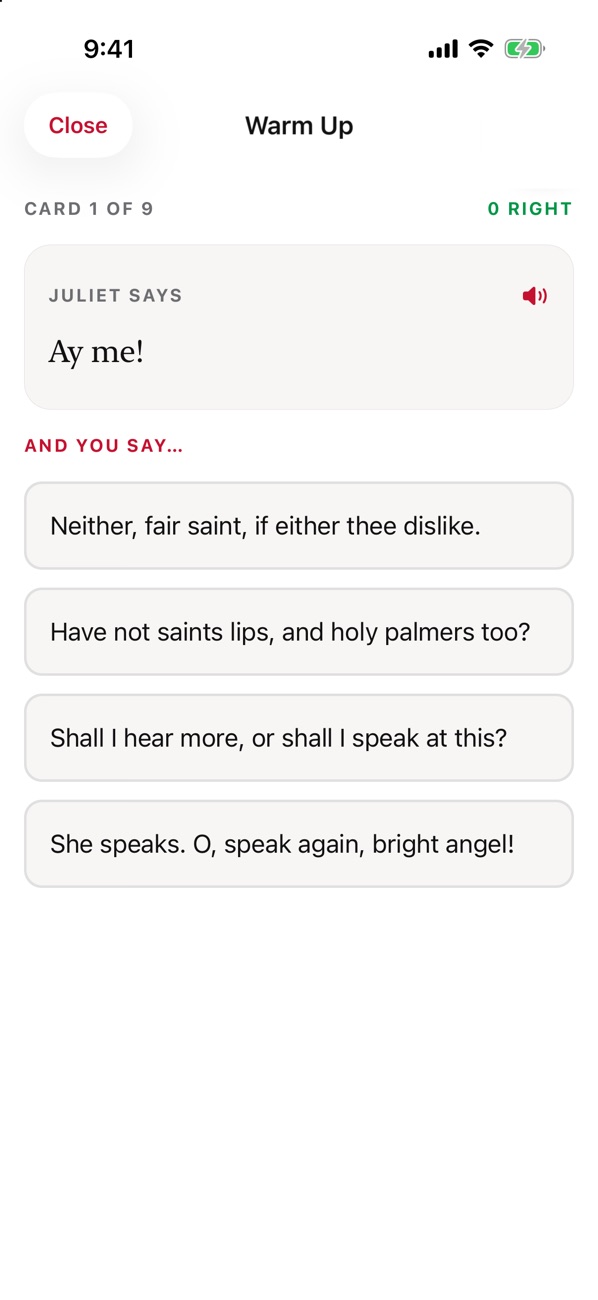 9:41
Close
Warm Up
CARD 1 OF 9
0 RIGHT
JULIET SAYS
Ay me!
AND YOU SAY...
Neither, fair saint, if either thee dislike.
Have not saints lips, and holy palmers too?
Shall I hear more, or shall I speak at this?
She speaks. O, speak again, bright angel!